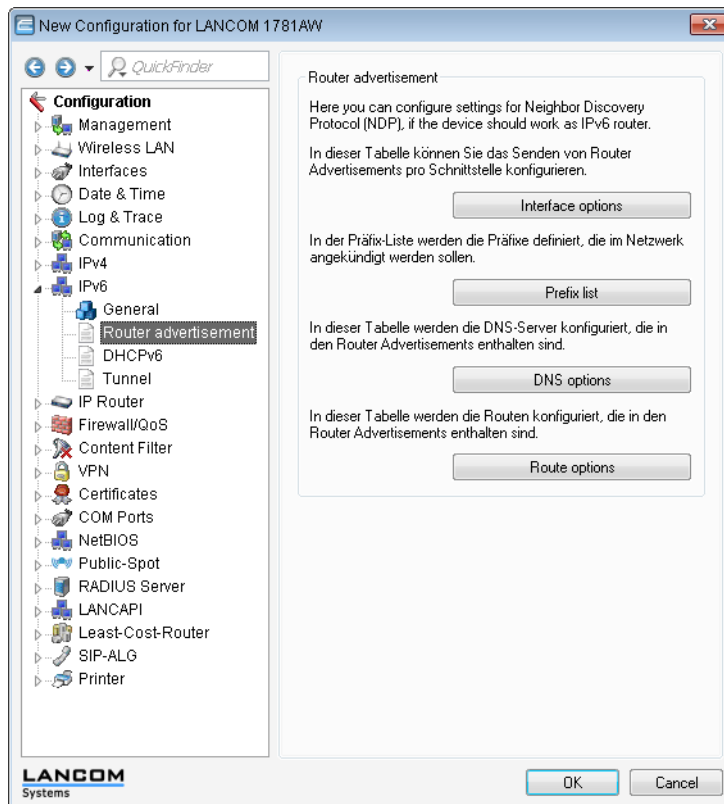 New Configuration for LANCOM 1781AW
QuickFinder
Configuration
Management
Wireless LAN
Interfaces
Date & Time
Log & Trace
Communication
IPv4
IPv6
General
Router advertisement
DHCPv6
Tunnel
IP Router
Firewall/QoS
Content Filter
VPN
Certificates
COM Ports
NetBIOS
Public-Spot
RADIUS Server
LANCAPI
Least-Cost-Router
SIP-ALG
Printer
Router advertisement
Here you can configure settings for Neighbor Discovery
Protocol (NDP), if the device should work as IPv6 router.
In dieser Tabelle können Sie das Senden von Router
Advertisements pro Schnittstelle konfigurieren.
Interface options
In der Präfix-Liste werden die Präfixe definiert, die im Netzwerk
angekündigt werden sollen.
Prefix list
In dieser Tabelle werden die DNS-Server konfiguriert, die in
den Router Advertisements enthalten sind.
DNS options
In dieser Tabelle werden die Routen konfiguriert, die in den
Router Advertisements enthalten sind.
Route options
LANCOM
Systems
OK
Cancel